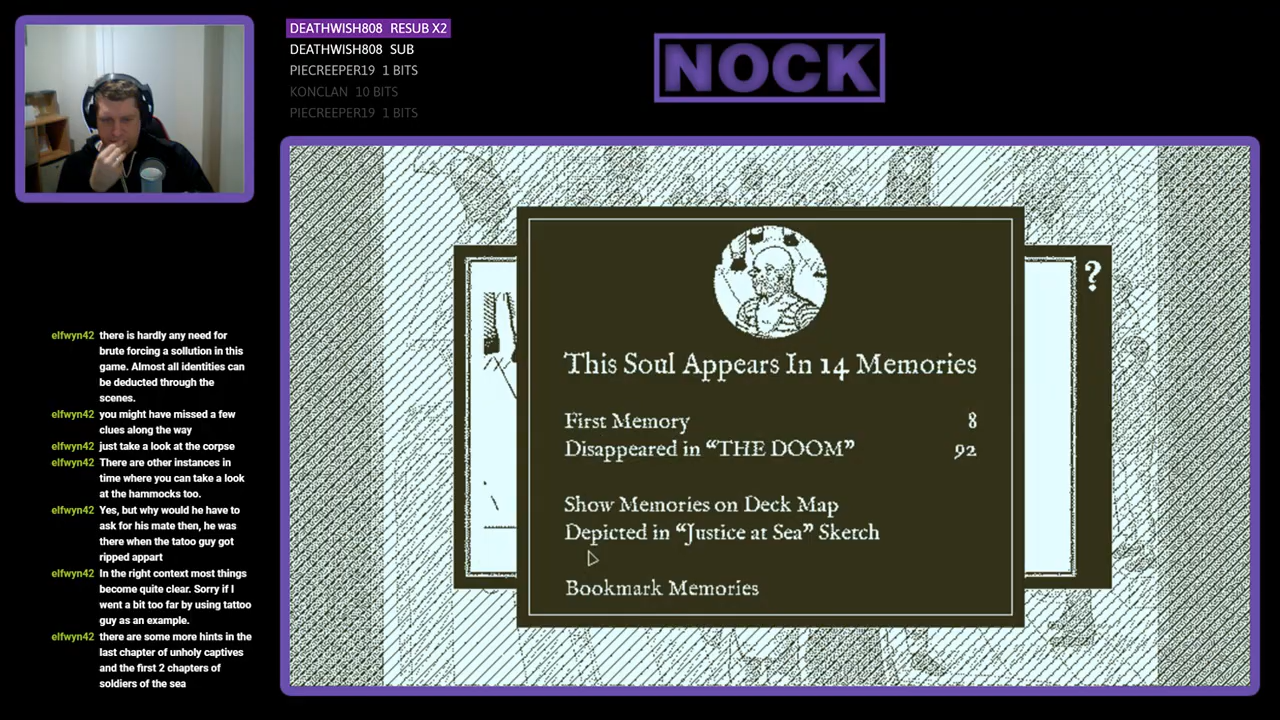 DEATHWISH808 RESUB X2
DEATHWISH808 SUB
PIECREEPER19 1 BITS
KONCLAN 10 BITS
PIECREEPER19 1 BITS
NOCK
elfwyn42 there is hardly any need for
brute forcing a sollution in this
game. Almost all identities can
be deducted through the
scenes.
elfwyn42 you might have missed a few
clues along the way
elfwyn42 just take a look at the corpse
elfwyn42 There are other instances in
time where you can take a look
at the hammocks too.
elfwyn42 Yes, but why would he have to
ask for his mate then, he was
there when the tatoo guy got
ripped appart
elfwyn42 In the right context most things
become quite clear. Sorry if I
went a bit too far by using tattoo
guy as an example.
elfwyn42 there are some more hints in the
last chapter of unholy captives
and the first 2 chapters of
soldiers of the sea
?
This Soul Appears In 14 Memories
First Memory 8
Disappeared in “THE DOOM” 92
Show Memories on Deck Map
Depicted in “Justice at Sea” Sketch
Bookmark Memories